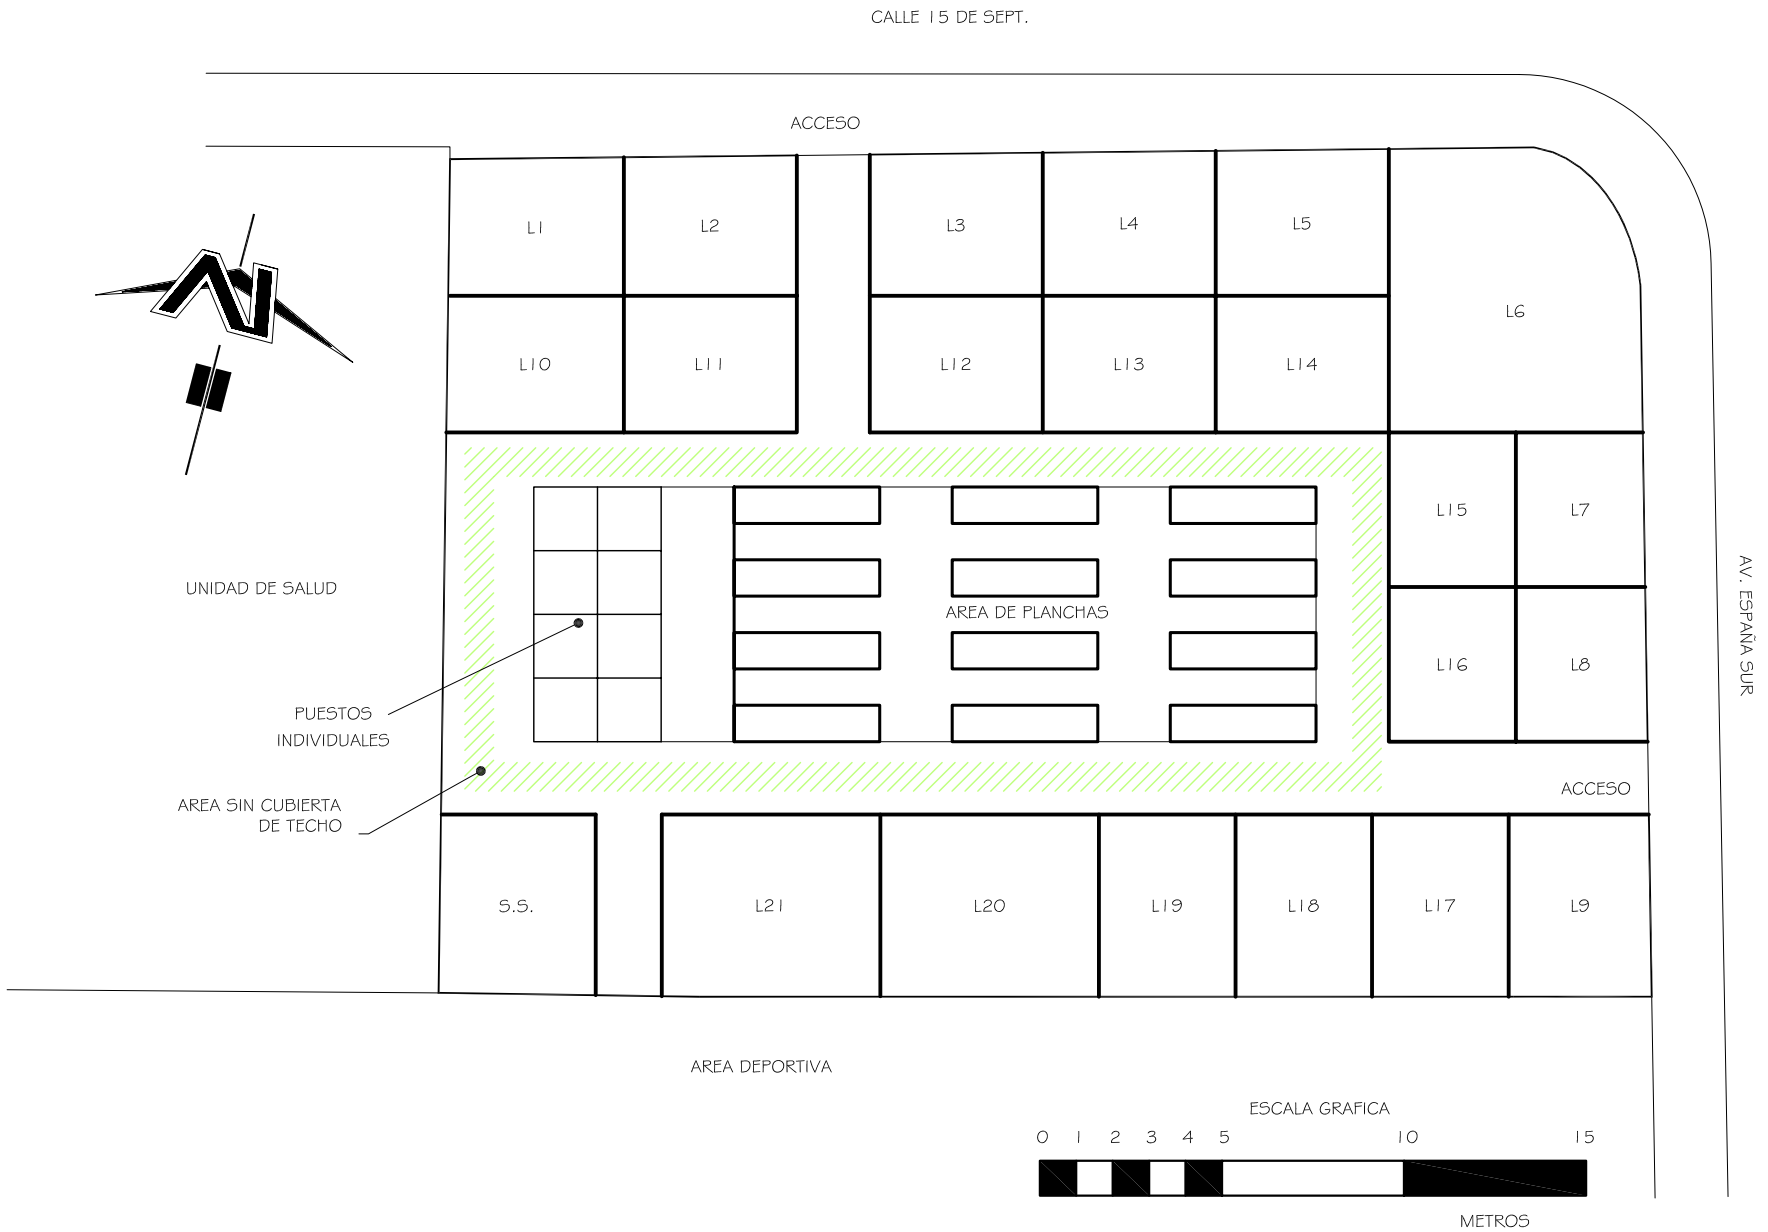 CALLE 15 DE SEPT.
ACCESO
L1
L2
L3
L4
L5
L6
N
L10
L11
L12
L13
L14
L15
L7
UNIDAD DE SALUD
AREA DE PLANCHAS
AV. ESPAÑA SUR
L16
L8
PUESTOS
INDIVIDUALES
AREA SIN CUBIERTA
DE TECHO
ACCESO
S.S.
L21
L20
L19
L18
L17
L9
AREA DEPORTIVA
ESCALA GRAFICA
0 1 2 3 4 5 10 15
METROS